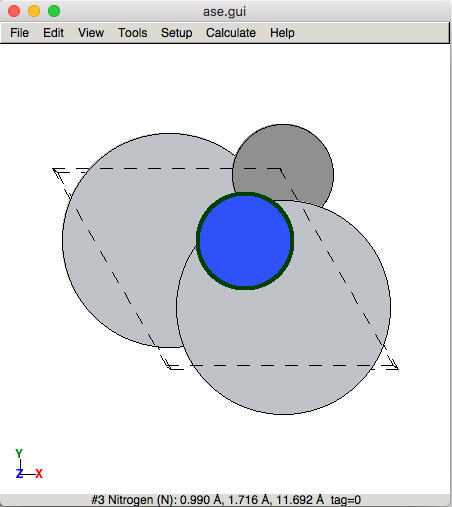 ase.gui
File Edit View Tools Setup Calculate Help
Y
Z X
#3 Nitrogen (N): 0.990 Å, 1.716 Å, 11.692 Å tag=0